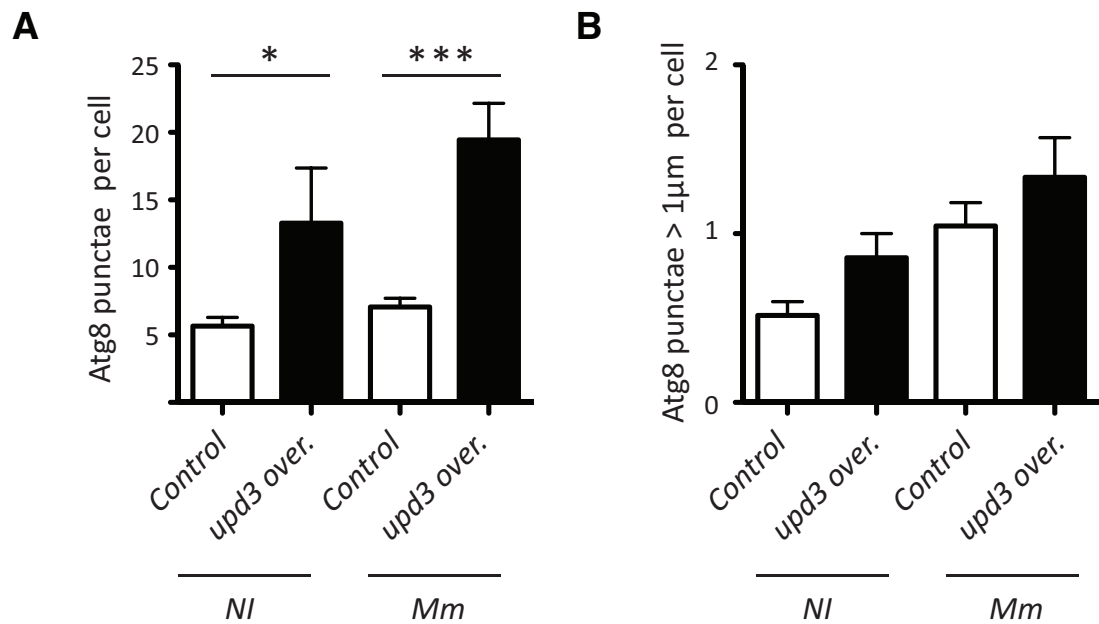 A
Atg8 punctae per cell
25
20
15
10
5
*
***
Control
upd3 over.
Control
upd3 over.
NI
Mm
B
Atg8 punctae > 1µm per cell
2
1
0
Control
upd3 over.
Control
upd3 over.
NI
Mm